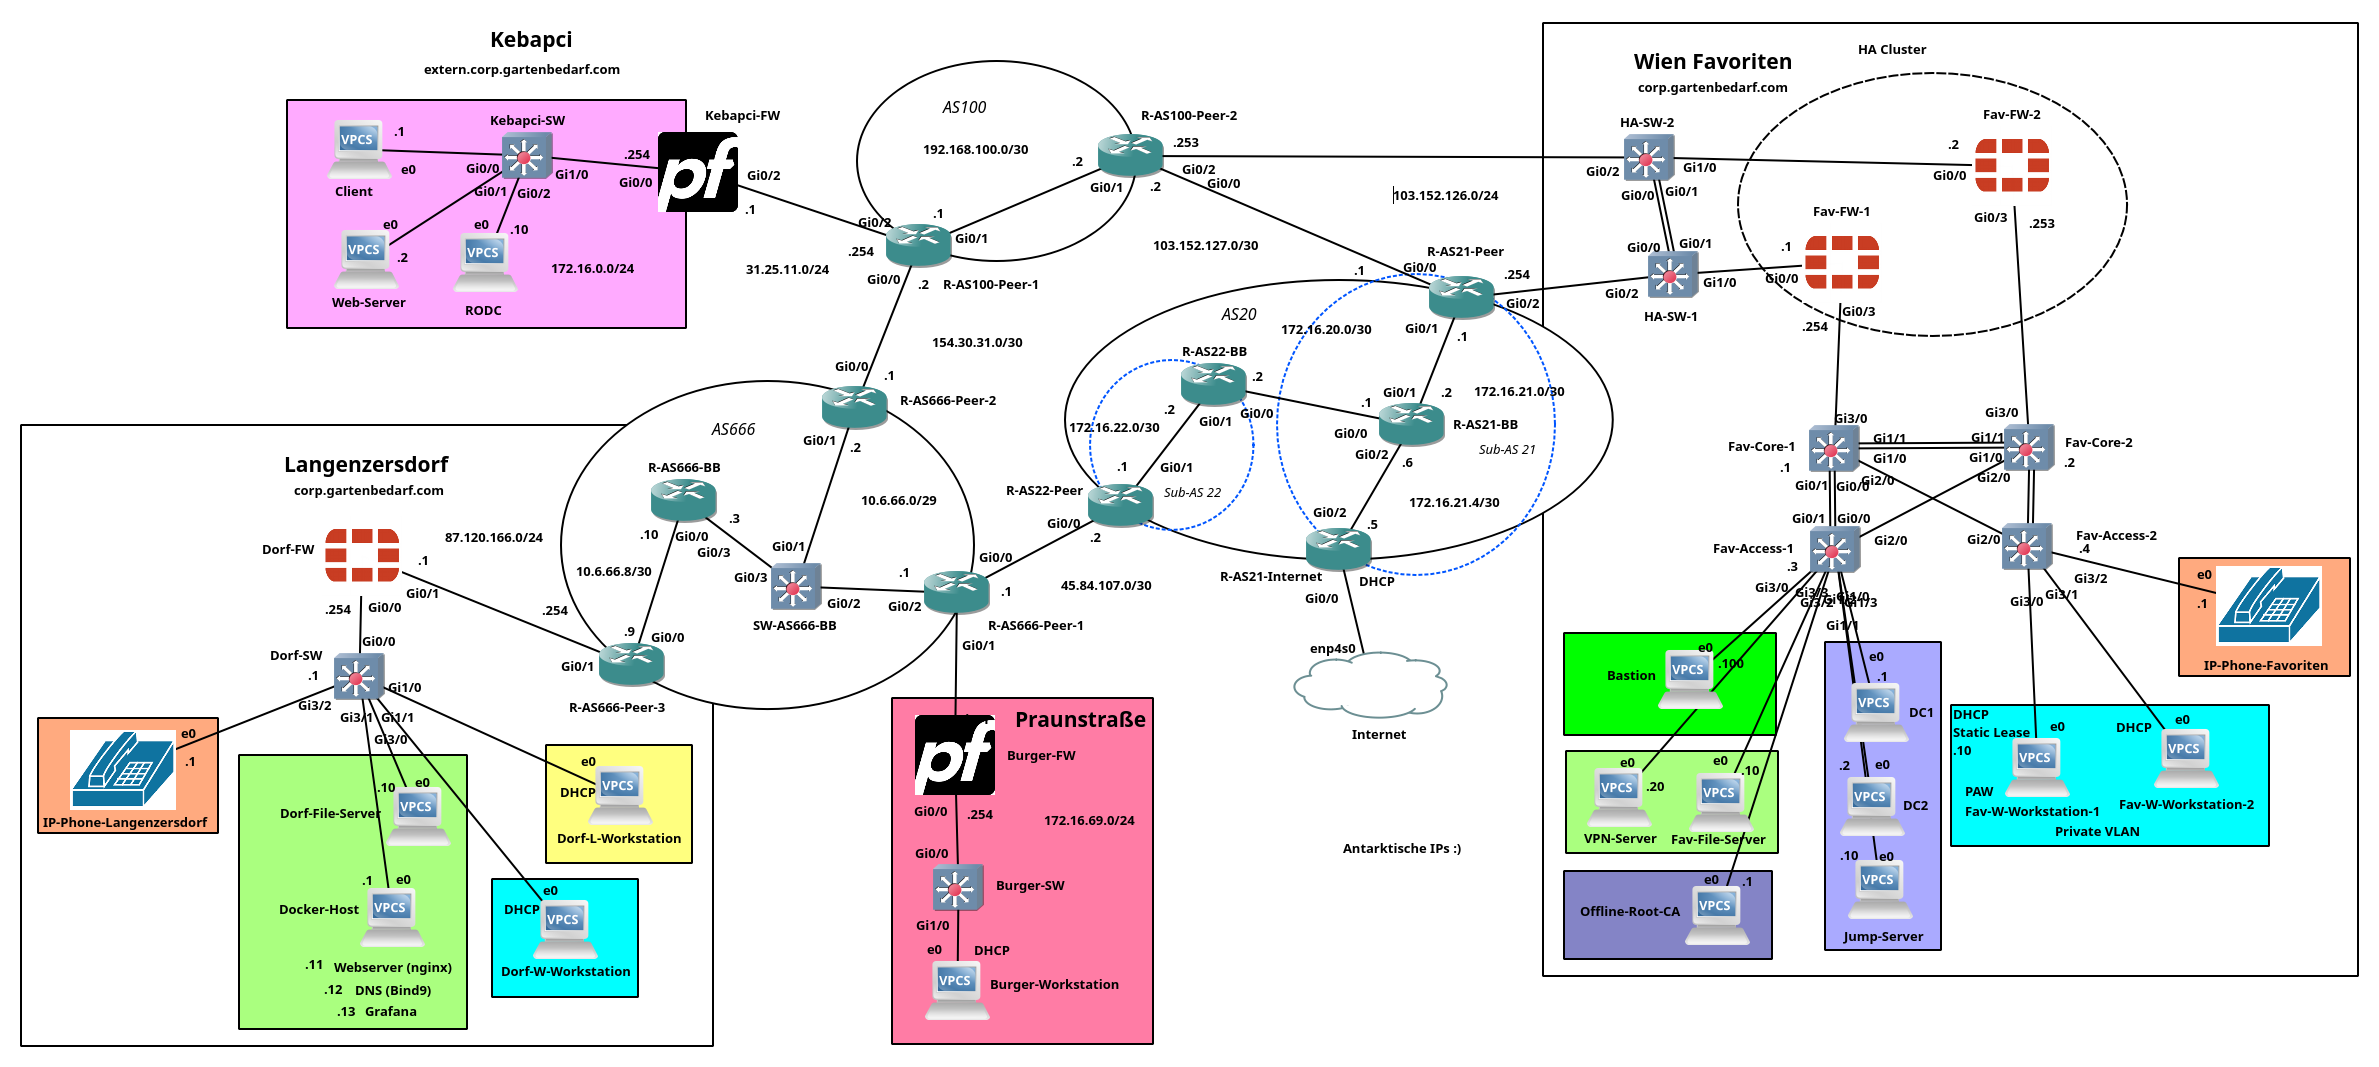 Kebapci
extern.corp.gartenbedarf.com
Kebapci-SW
Kebapci-FW
VPCS
.1
e0
Client
Gi0/0
Gi0/1
Gi0/2
Gi1/0
.254
Gi0/0
pf
Gi0/2
.1
VPCS
e0
.2
Web-Server
VPCS
e0
.10
RODC
172.16.0.0/24
31.25.11.0/24
AS100
192.168.100.0/30
R-AS100-Peer-2
.253
Gi0/2
Gi0/0
.2
Gi0/1
.2
Gi0/2
.1
Gi0/1
.254
Gi0/0
.2
R-AS100-Peer-1
103.152.127.0/30
103.152.126.0/24
154.30.31.0/30
Wien Favoriten
corp.gartenbedarf.com
HA Cluster
HA-SW-2
Gi0/2
Gi0/0
Gi0/1
Gi1/0
Fav-FW-2
.2
Gi0/0
Gi0/3
.253
Fav-FW-1
.1
Gi0/0
Gi0/3
.254
Gi0/0
Gi0/1
Gi0/2
Gi1/0
HA-SW-1
R-AS21-Peer
.1
Gi0/0
.254
Gi0/2
Gi0/1
.1
AS20
172.16.20.0/30
R-AS22-BB
.2
Gi0/0
.2
Gi0/1
172.16.22.0/30
.1
Gi0/1
Sub-AS 22
R-AS22-Peer
Gi0/0
.2
172.16.21.0/30
Gi0/1
.2
.1
Gi0/0
R-AS21-BB
Gi0/2
.6
Sub-AS 21
172.16.21.4/30
Gi0/2
.5
R-AS21-Internet
DHCP
Gi0/0
enp4s0
Internet
Antarktische IPs :)
45.84.107.0/30
Gi0/0
.1
AS666
Gi0/0
.1
R-AS666-Peer-2
Gi0/1
.2
R-AS666-BB
.10
Gi0/0
.3
Gi0/3
10.6.66.0/29
10.6.66.8/30
Gi0/1
Gi0/3
Gi0/2
SW-AS666-BB
.1
Gi0/2
R-AS666-Peer-1
Gi0/1
.9
Gi0/0
.254
Gi0/1
R-AS666-Peer-3
Langenzersdorf
corp.gartenbedarf.com
Dorf-FW
87.120.166.0/24
.1
Gi0/1
.254
Gi0/0
Gi0/0
Dorf-SW
.1
Gi3/2
Gi3/1
Gi1/1
Gi1/0
Gi3/0
e0
.1
IP-Phone-Langenzersdorf
.10
e0
VPCS
Dorf-File-Server
.1
e0
VPCS
Docker-Host
.11 Webserver (nginx)
.12 DNS (Bind9)
.13 Grafana
e0
DHCP
VPCS
Dorf-L-Workstation
e0
DHCP
VPCS
Dorf-W-Workstation
Praunstraße
pf
Burger-FW
Gi0/0
.254
172.16.69.0/24
Gi0/0
Burger-SW
Gi1/0
e0
DHCP
VPCS
Burger-Workstation
Fav-Core-1
.1
Gi3/0
Gi1/1
Gi1/0
Gi2/0
Gi0/1
Gi0/0
Gi3/0
Gi1/1
Gi1/0
Gi2/0
Fav-Core-2
.2
Gi0/1
Gi0/0
Fav-Access-1
.3
Gi2/0
Gi3/0
Gi3/3
Gi3/2
Gi1/0
Gi1/3
Gi1/1
Gi2/0
Fav-Access-2
.4
Gi3/2
Gi3/1
Gi3/0
e0
.1
IP-Phone-Favoriten
Bastion
e0
.100
VPCS
e0
.20
VPCS
VPN-Server
e0
.10
VPCS
Fav-File-Server
e0
.1
VPCS
Offline-Root-CA
e0
.1
VPCS
DC1
.2
e0
VPCS
DC2
.10
e0
VPCS
Jump-Server
DHCP
Static Lease
.10
e0
VPCS
PAW
Fav-W-Workstation-1
DHCP
e0
VPCS
Fav-W-Workstation-2
Private VLAN